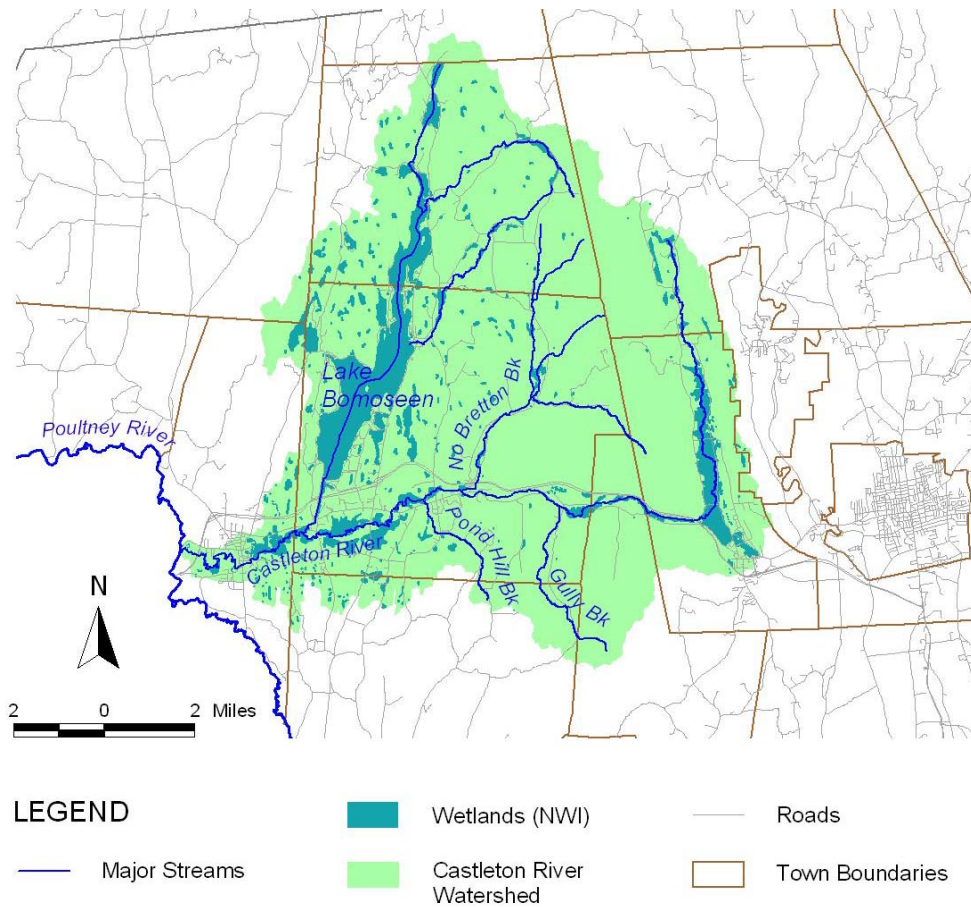 Lake
Bomoseen
No Bretton Bk
Poultney River
Castleton River
Pond Hill Bk
Gully Bk
N
2 0 2 Miles
LEGEND
Wetlands (NWI)
Roads
Major Streams
Castleton River
Watershed
Town Boundaries